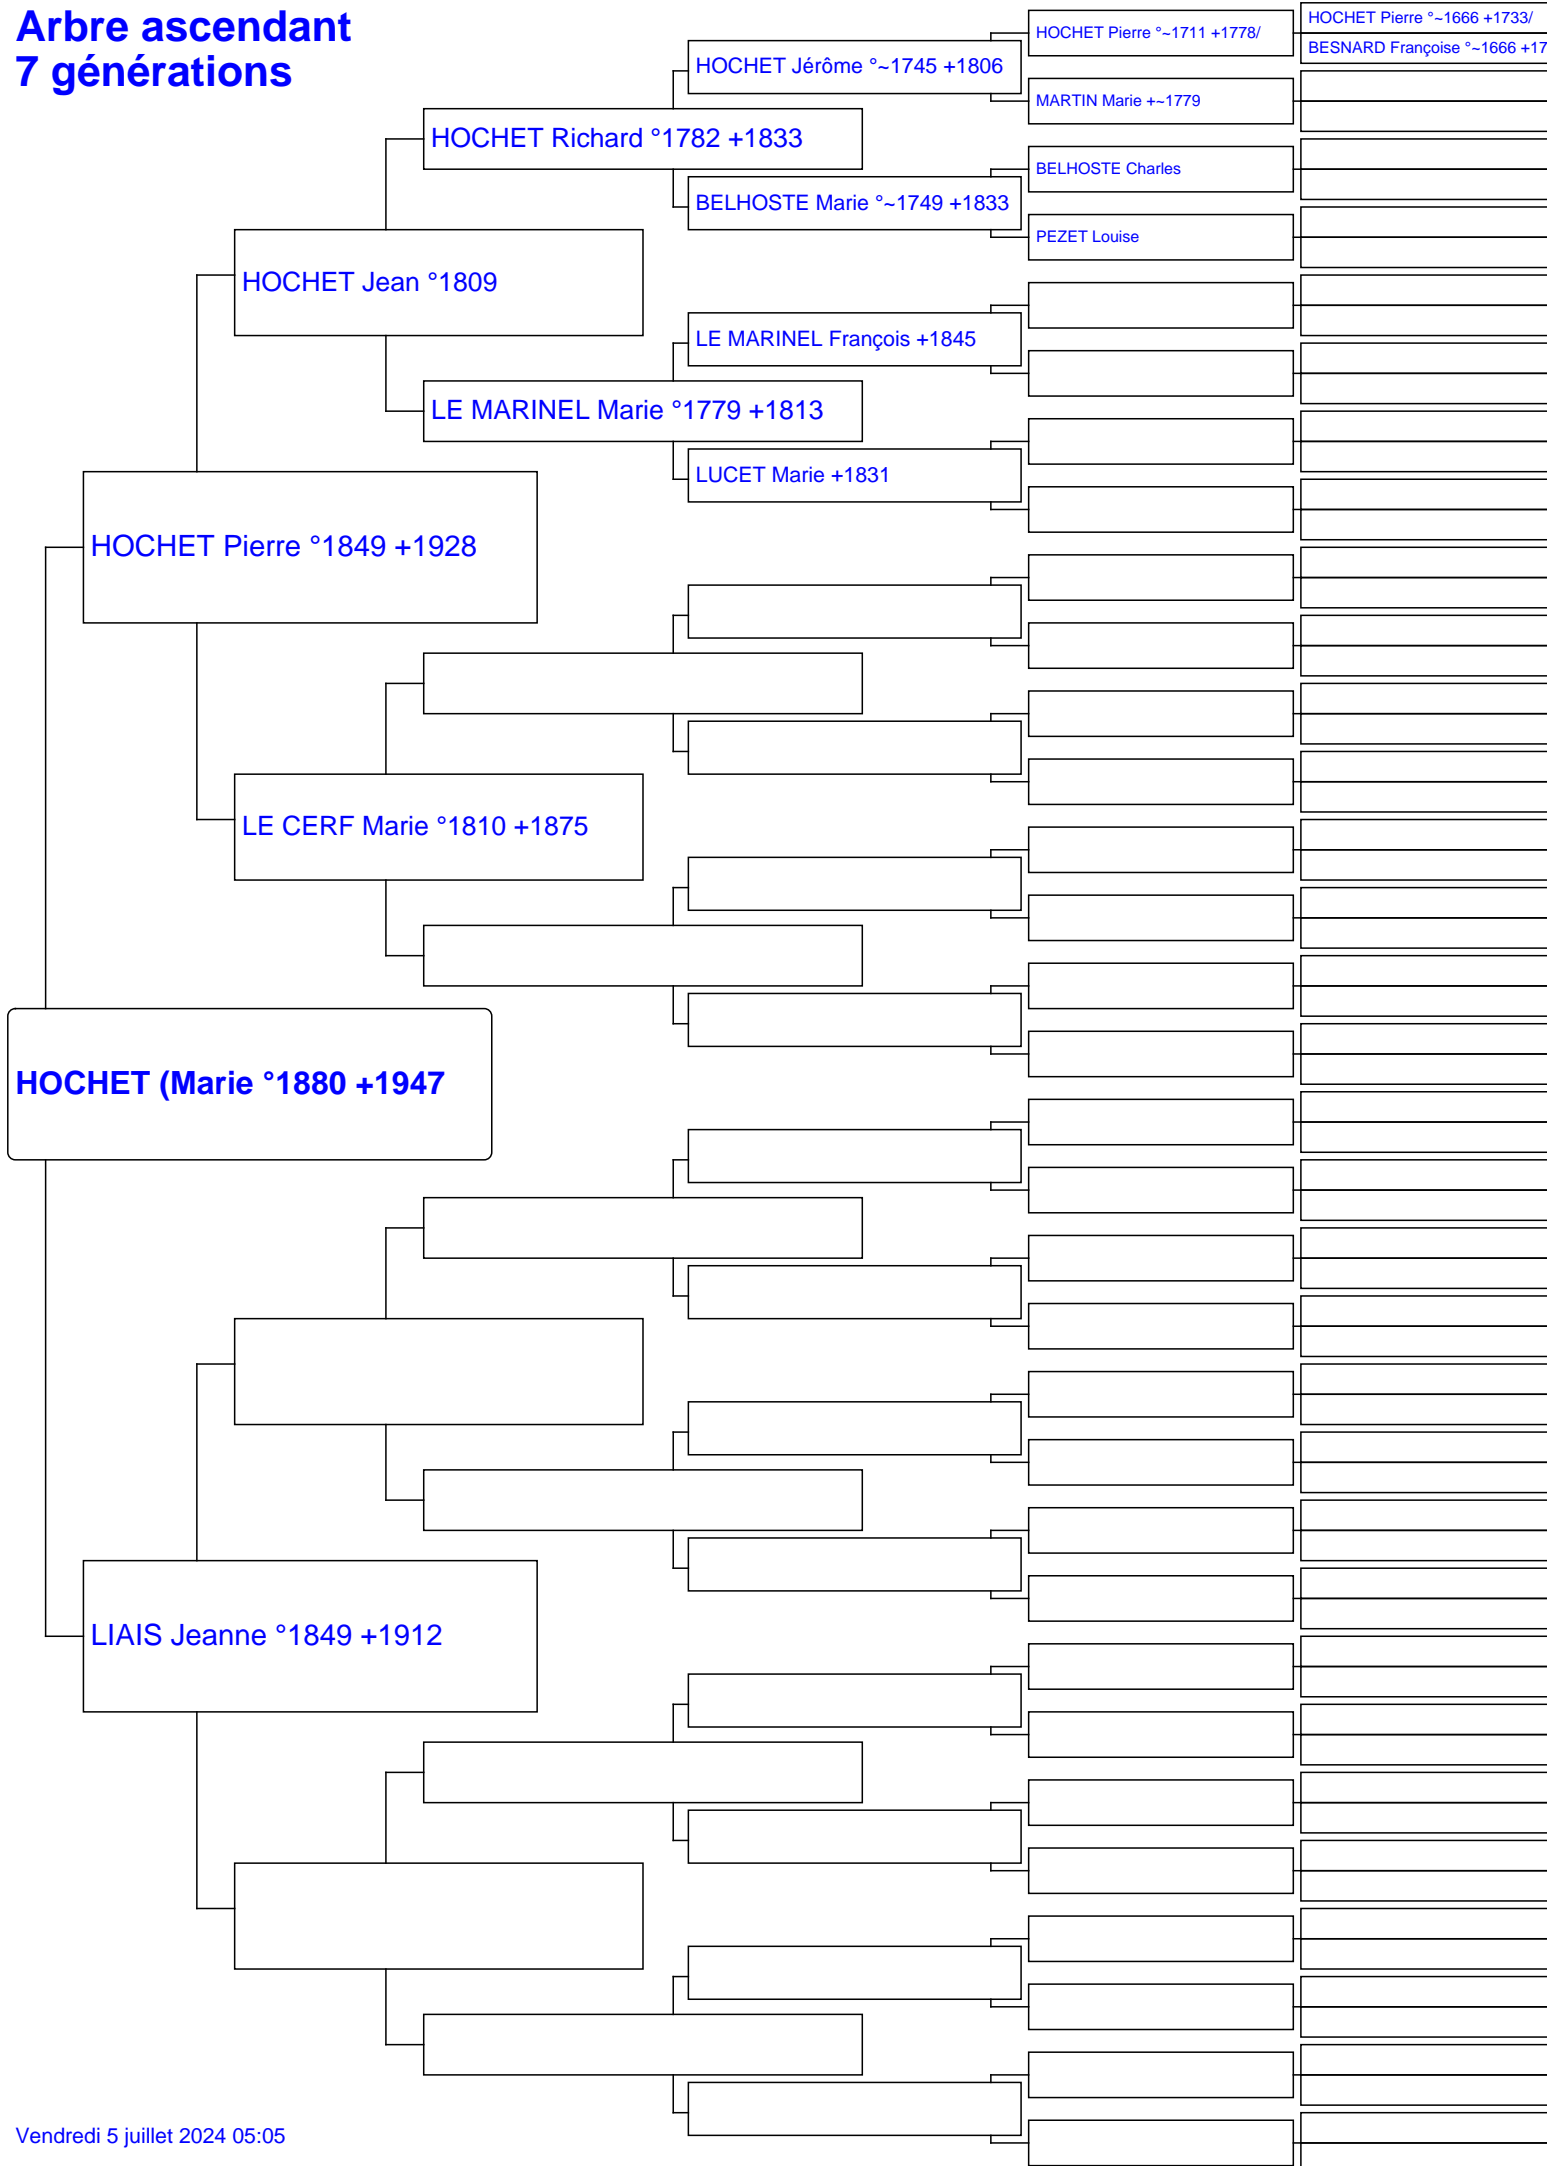 Arbre ascendant
7 générations
HOCHET Pierre °~1711 +1778/
HOCHET Pierre °~1666 +1733/
BESNARD Françoise °~1666 +17
HOCHET Jérôme °~1745 +1806
MARTIN Marie +~1779
HOCHET Richard °1782 +1833
BELHOSTE Charles
BELHOSTE Marie °~1749 +1833
PEZET Louise
HOCHET Jean °1809
LE MARINEL François +1845
LE MARINEL Marie °1779 +1813
LUCET Marie +1831
HOCHET Pierre °1849 +1928
LE CERF Marie °1810 +1875
HOCHET (Marie °1880 +1947
LIAIS Jeanne °1849 +1912
Vendredi 5 juillet 2024 05:05